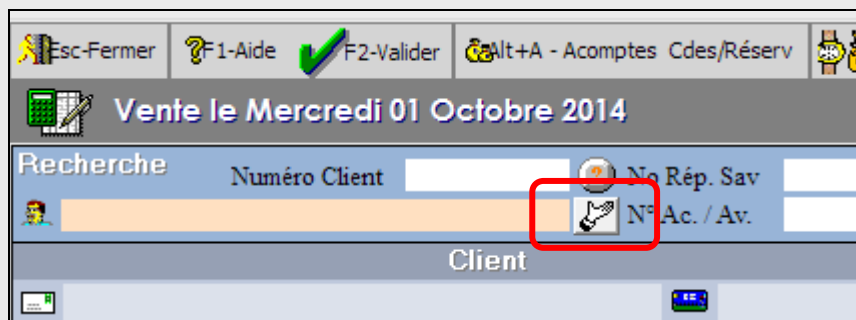 Esc-Fermer F1-Aide F2-Valider Alt+A - Acomptes Cdes/Réserv
Vente le Mercredi 01 Octobre 2014
Recherche Numéro Client ? No Rép. Sav
N° Ac. / Av.
Client